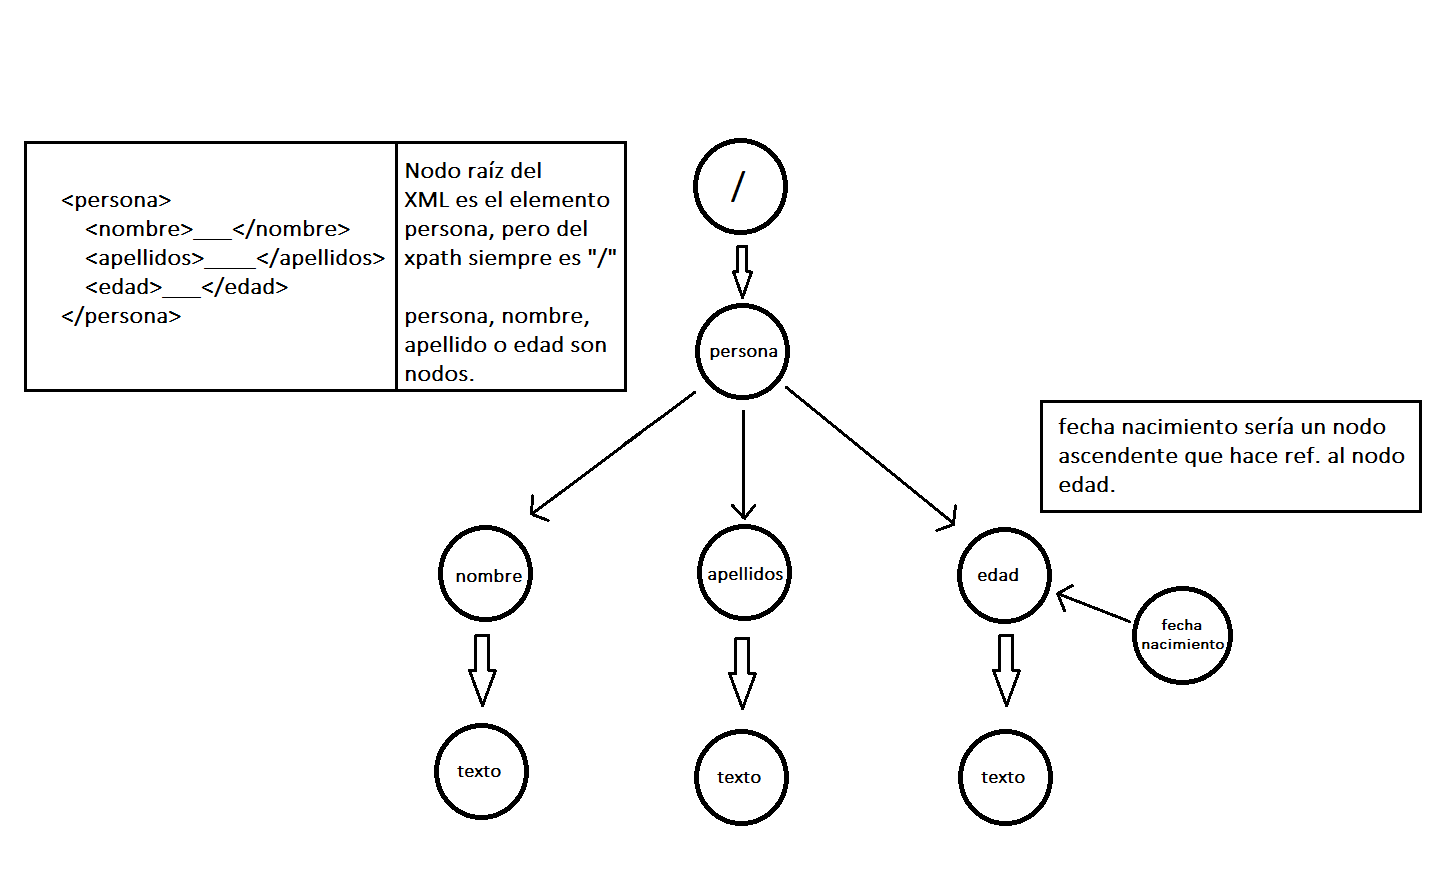 <persona>
<nombre>___</nombre>
<apellidos>____</apellidos>
<edad>___</edad>
</persona>
Nodo raíz del
XML es el elemento
persona, pero del
xpath siempre es "/"
persona, nombre,
apellido o edad son
nodos.
/
persona
fecha nacimiento sería un nodo
ascendente que hace ref. al nodo
edad.
nombre
apellidos
edad
fecha
nacimiento
texto
texto
texto